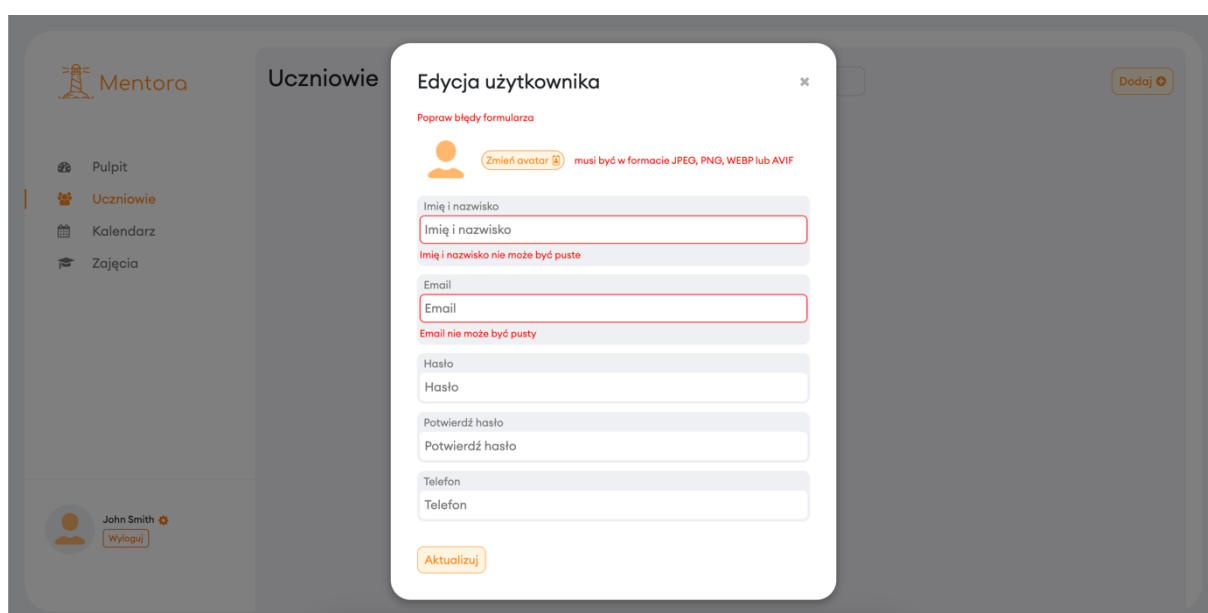 Mentora
Pulpit
Uczniowie
Kalendarz
Zajęcia
John Smith
Wyloguj
Uczniowie
Dodaj
Edycja użytkownika
Popraw błędy formularza
Zmień avatar musi być w formacie JPEG, PNG, WEBP lub AVIF
Imię i nazwisko
Imię i nazwisko
Imię i nazwisko nie może być puste
Email
Email
Email nie może być pusty
Hasło
Hasło
Potwierdź hasło
Potwierdź hasło
Telefon
Telefon
Aktualizuj